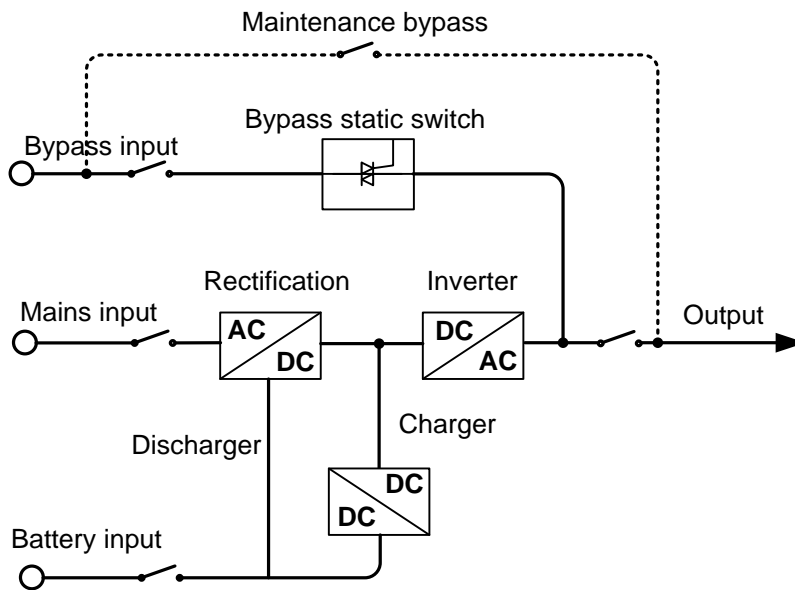 Maintenance bypass
Bypass static switch
Bypass input
Rectification
Inverter
Mains input
AC
DC
DC
AC
Output
Discharger
Charger
DC
DC
Battery input